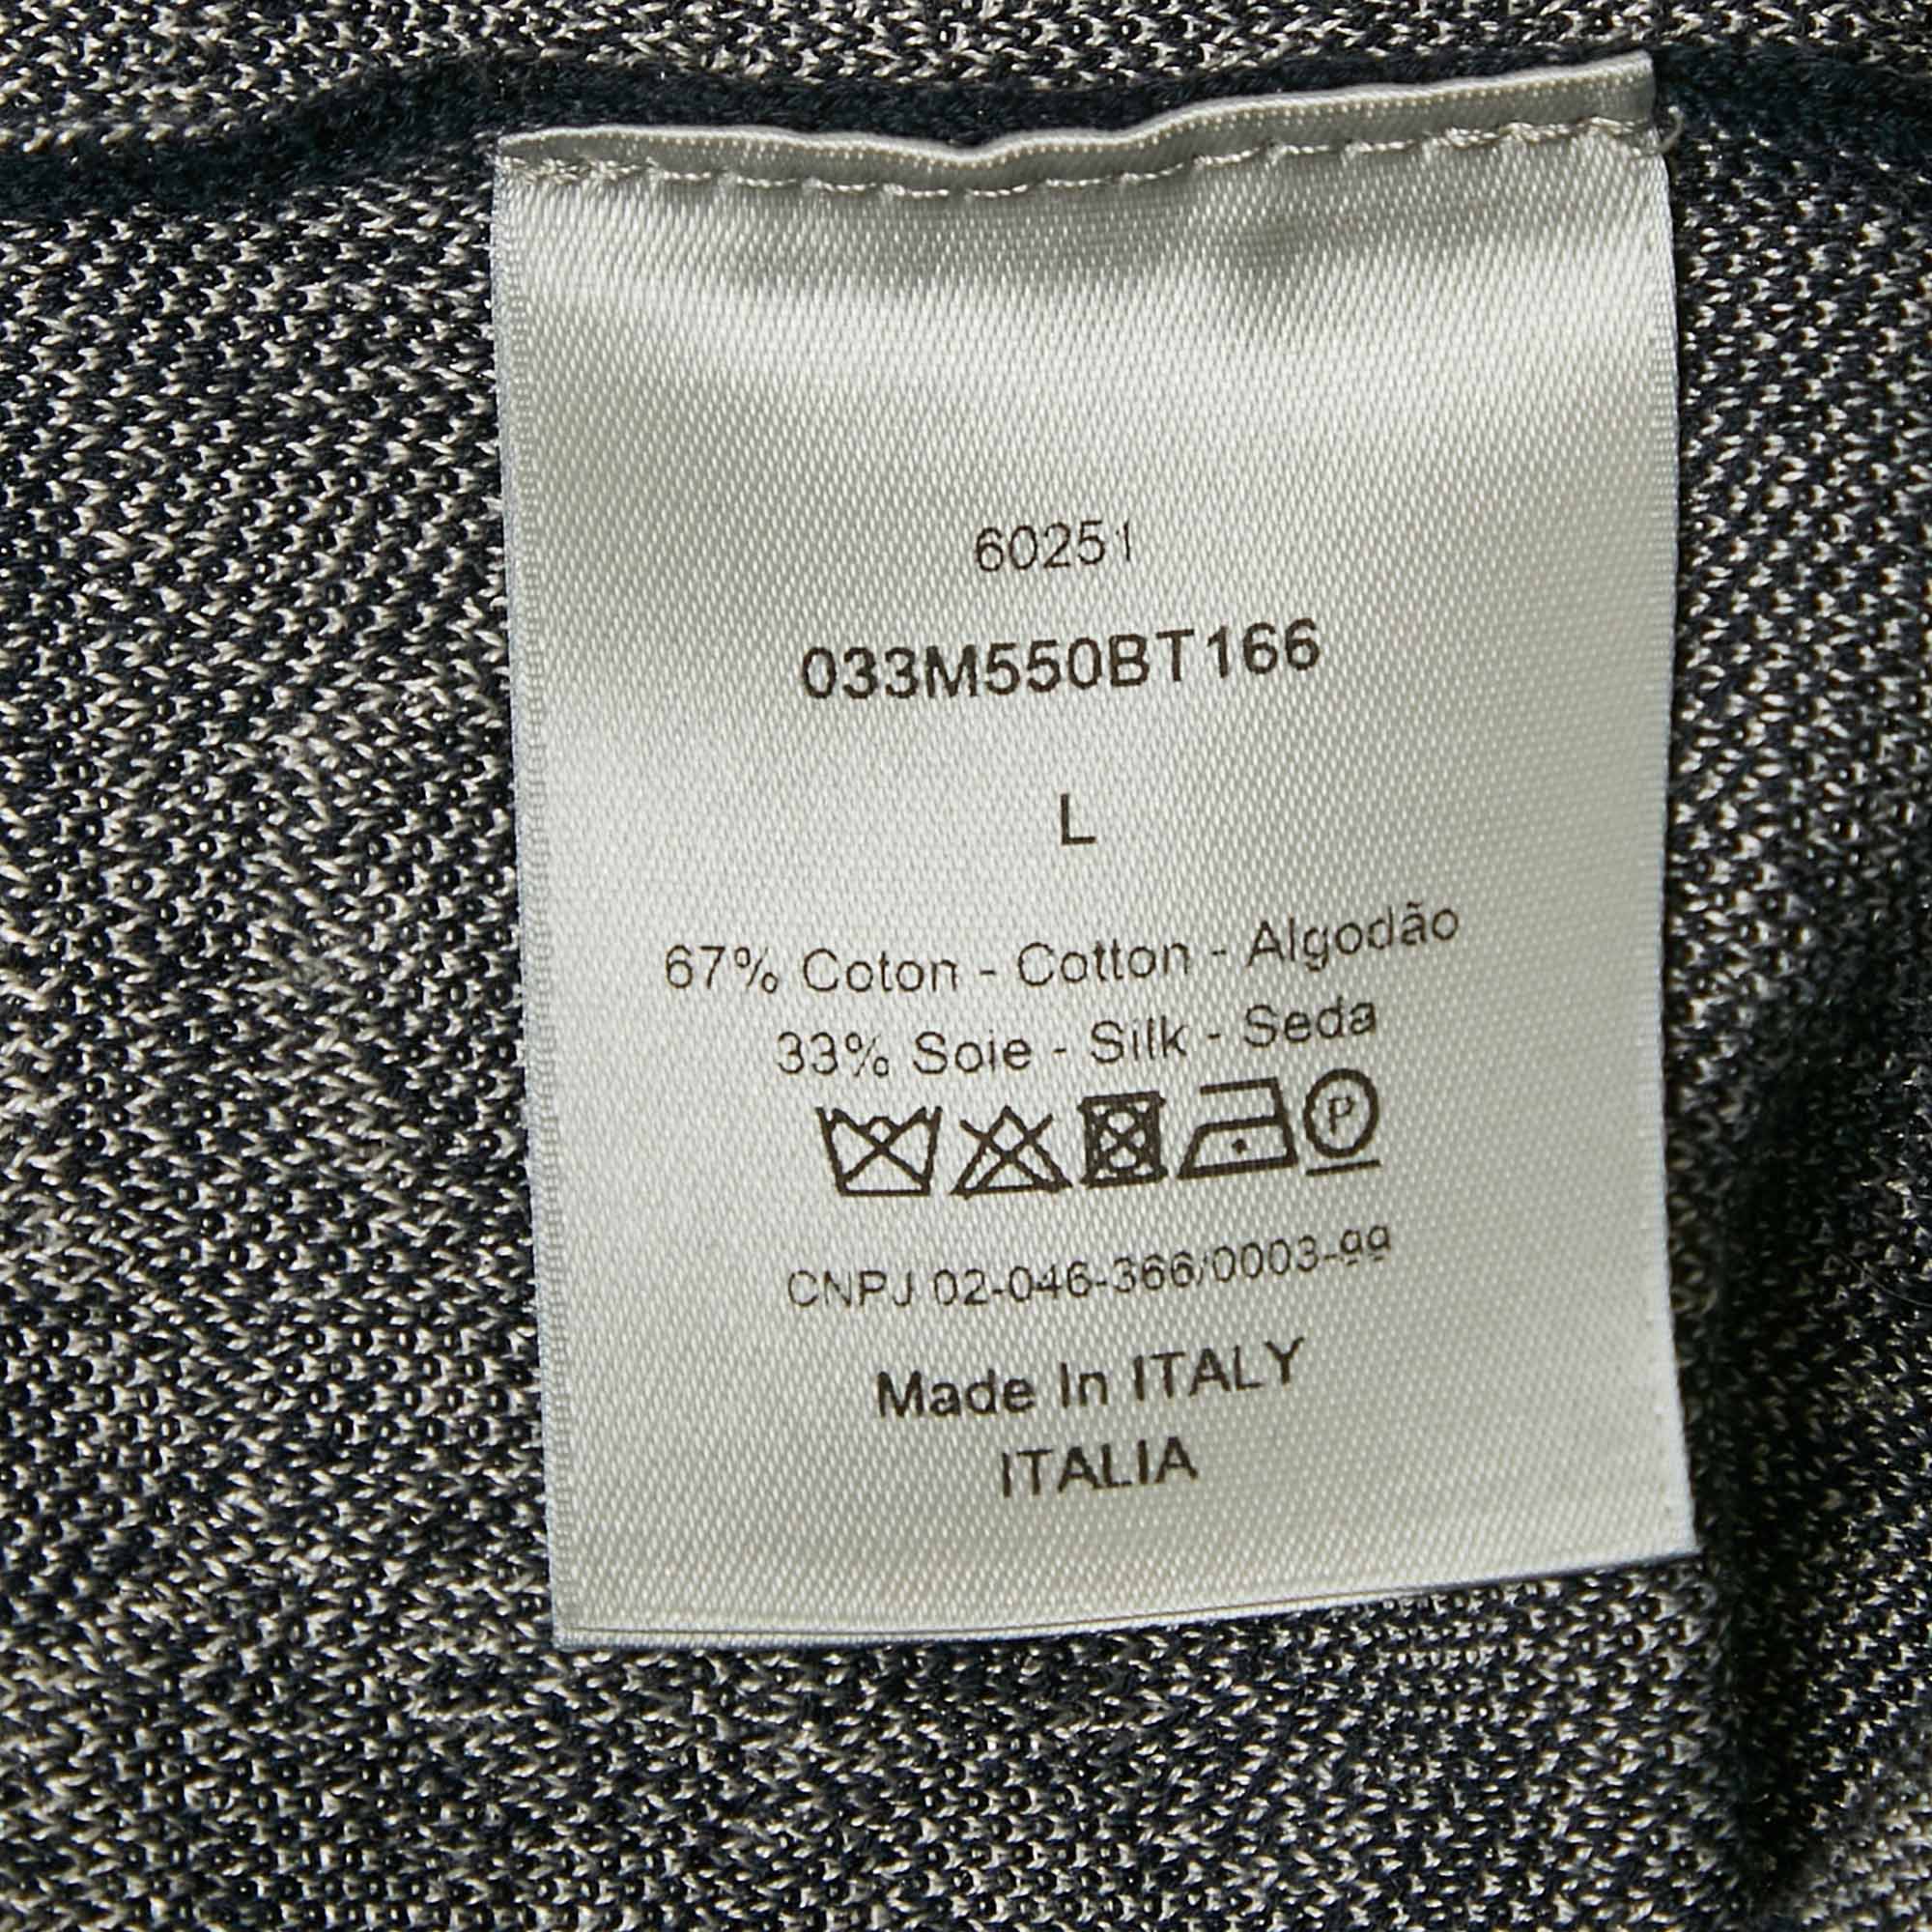 60251
033M550BT166
L
67% Coton - Cotton - Algodão
33% Soie - Silk - Seda
P
CNPJ 02-046-366/0003-99
Made In ITALY
ITALIA